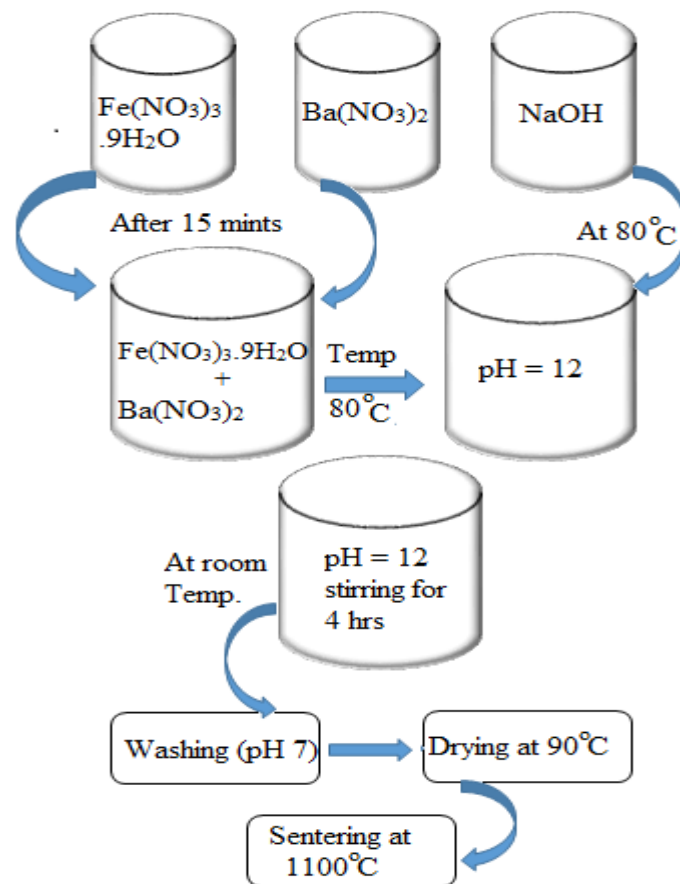 Fe(NO₃)₃
.9H₂O
Ba(NO₃)₂
NaOH
After 15 mints
At 80°C
Fe(NO₃)₃.9H₂O
+
Ba(NO₃)₂
Temp
80°C
pH = 12
At room
Temp.
pH = 12
stirring for
4 hrs
Washing (pH 7)
Drying at 90°C
Sentering at
1100°C